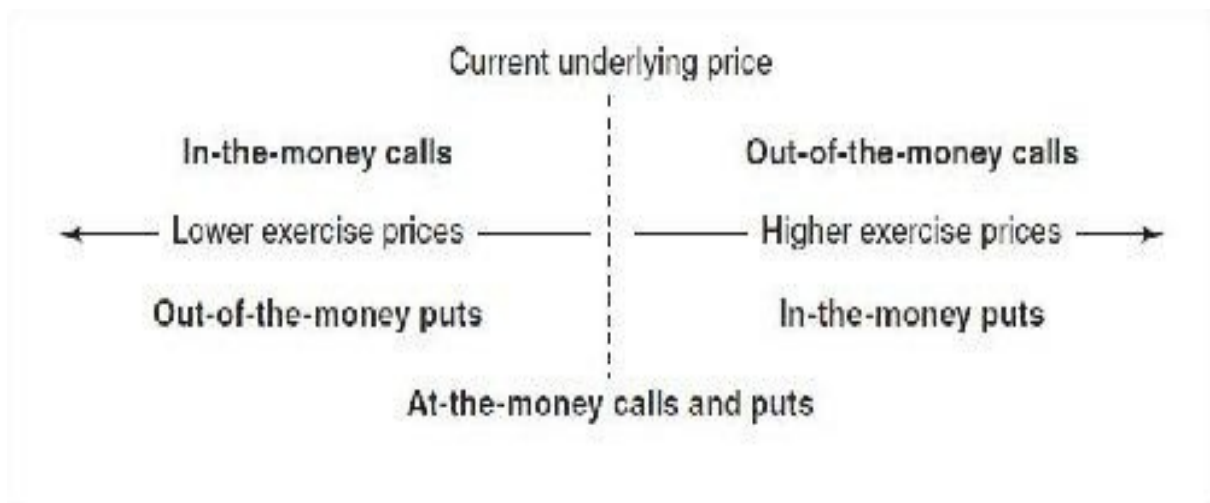 Current underlying price
In-the-money calls
Out-of-the-money calls
Lower exercise prices
Higher exercise prices
Out-of-the-money puts
In-the-money puts
At-the-money calls and puts